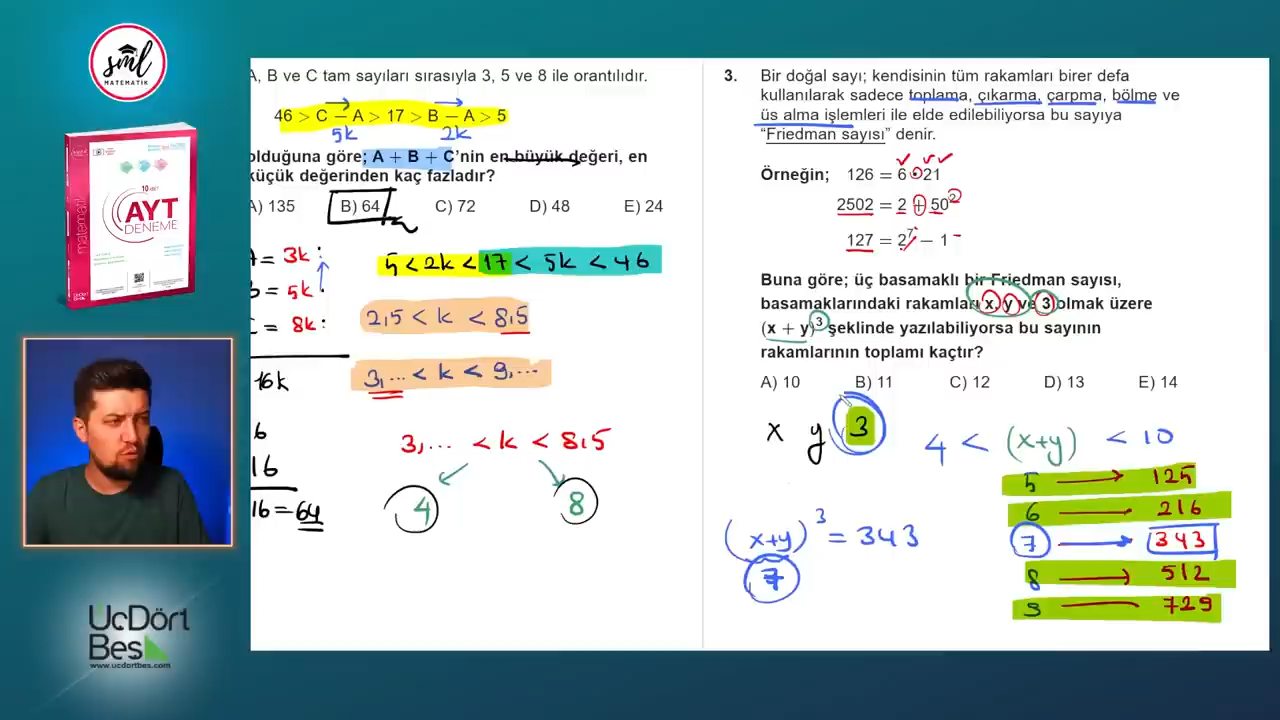 sml
MATEMATİK
matematik
AYT
DENEME
UcDört
Bes
www.ucdortbes.com
A, B ve C tam sayıları sırasıyla 3, 5 ve 8 ile orantılıdır.
46 > C – A > 17 > B – A > 5
5k 2k
olduğuna göre; A + B + C'nin en büyük değeri, en
küçük değerinden kaç fazladır?
A) 135 B) 64 C) 72 D) 48 E) 24
= 3k
= 5k
= 8k
16k
5 < 2k < 17 < 5k < 46
2,5 < k < 8,5
3,... < k < 9,...
3,... < k < 8,5
4 8
6
16
16 = 64
3. Bir doğal sayı; kendisinin tüm rakamları birer defa
kullanılarak sadece toplama, çıkarma, çarpma, bölme ve
üs alma işlemleri ile elde edilebiliyorsa bu sayıya
“Friedman sayısı” denir.
Örneğin; 126 = 6 · 21
2502 = 2 + 50²
127 = 2⁷ – 1
Buna göre; üç basamaklı bir Friedman sayısı,
basamaklarındaki rakamları x, y ve 3 olmak üzere
(x + y)³ şeklinde yazılabiliyorsa bu sayının
rakamlarının toplamı kaçtır?
A) 10 B) 11 C) 12 D) 13 E) 14
x y 3
4 < (x+y) < 10
5 → 125
6 → 216
7 → 343
8 → 512
9 — 729
(x+y)³ = 343
7